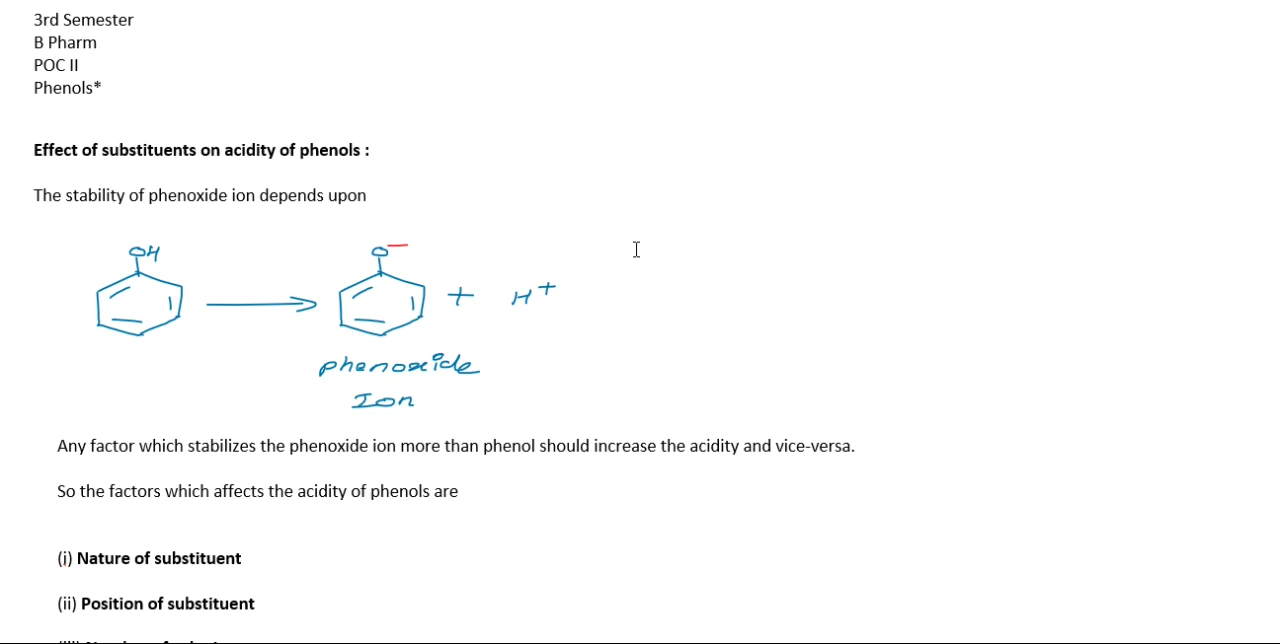 3rd Semester
B Pharm
POC II
Phenols*
Effect of substituents on acidity of phenols :
The stability of phenoxide ion depends upon
OH
O−
+ H+
phenoxide
Ion
Any factor which stabilizes the phenoxide ion more than phenol should increase the acidity and vice-versa.
So the factors which affects the acidity of phenols are
(i) Nature of substituent
(ii) Position of substituent